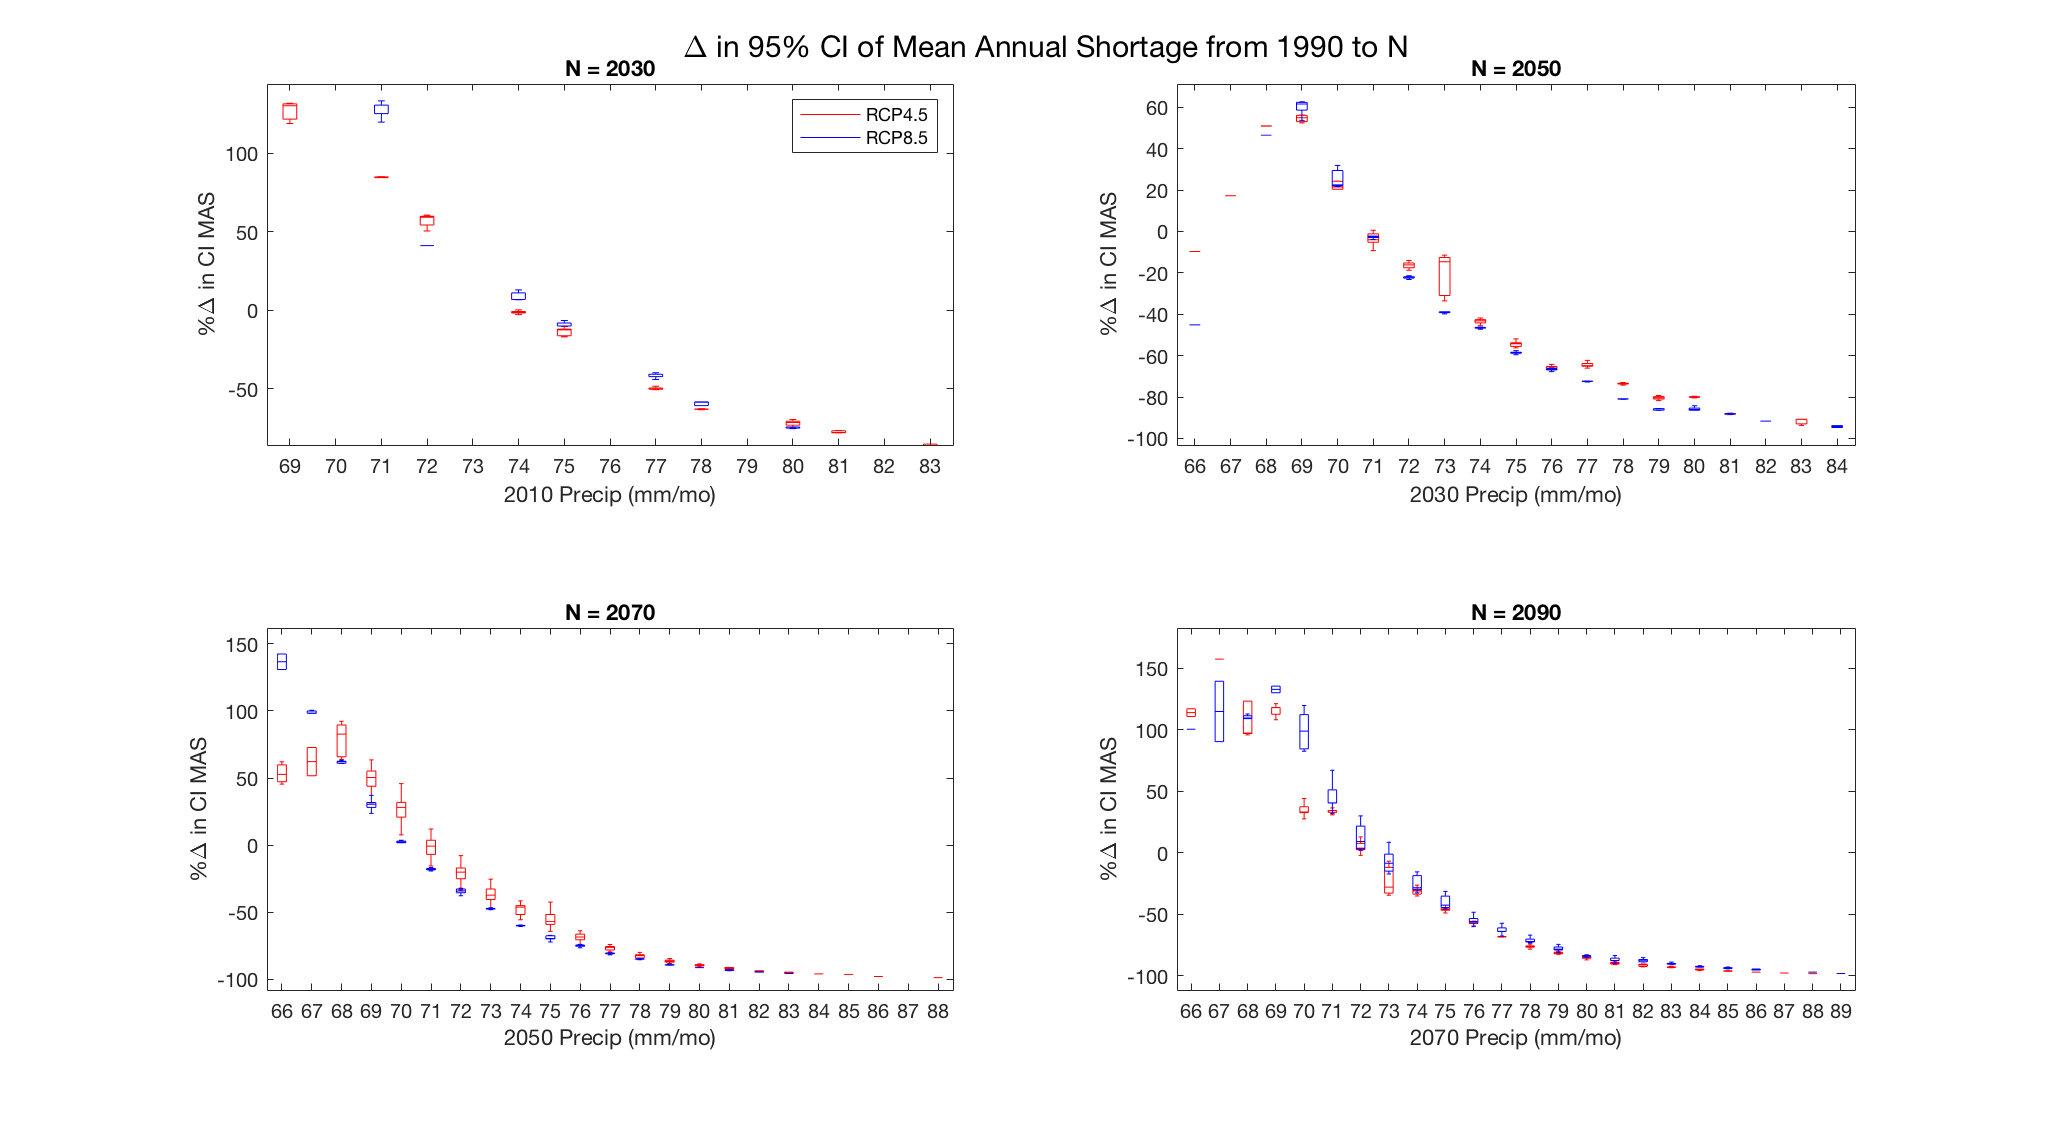 Δ in 95% CI of Mean Annual Shortage from 1990 to N
N = 2030
%Δ in CI MAS
100
50
0
-50
RCP4.5
RCP8.5
69 70 71 72 73 74 75 76 77 78 79 80 81 82 83
2010 Precip (mm/mo)
N = 2050
%Δ in CI MAS
60
40
20
0
-20
-40
-60
-80
-100
66 67 68 69 70 71 72 73 74 75 76 77 78 79 80 81 82 83 84
2030 Precip (mm/mo)
N = 2070
%Δ in CI MAS
150
100
50
0
-50
-100
66 67 68 69 70 71 72 73 74 75 76 77 78 79 80 81 82 83 84 85 86 87 88
2050 Precip (mm/mo)
N = 2090
%Δ in CI MAS
150
100
50
0
-50
-100
66 67 68 69 70 71 72 73 74 75 76 77 78 79 80 81 82 83 84 85 86 87 88 89
2070 Precip (mm/mo)